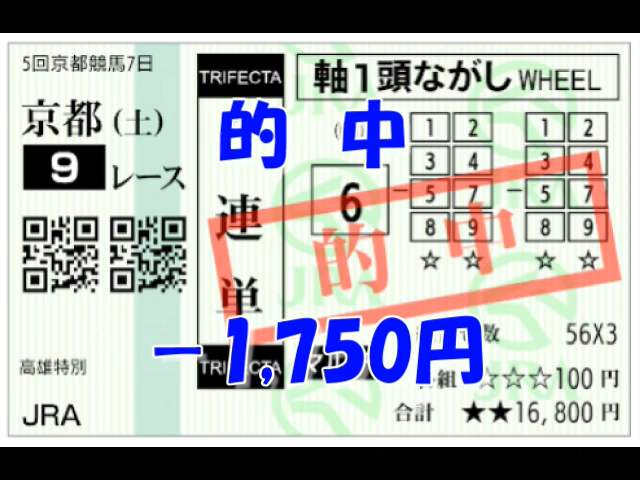 5回京都競馬7日
京都(土)
9 レース
高雄特別
JRA
TRIFECTA
連
単
TRIFECTA
軸1頭ながし WHEEL
1 2 1 2
3 4 3 4
6 － 5 7 － 5 7
8 9 8 9
☆ ☆ ☆ ☆
的中
的中
－1,750円
数 56X3
組 ☆☆☆100円
合計 ★★16,800円